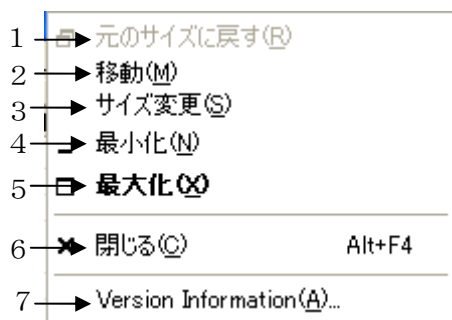 1 元のサイズに戻す(R)
2 移動(M)
3 サイズ変更(S)
4 最小化(N)
5 最大化(X)
6 閉じる(C) Alt+F4
7 Version Information(A)...